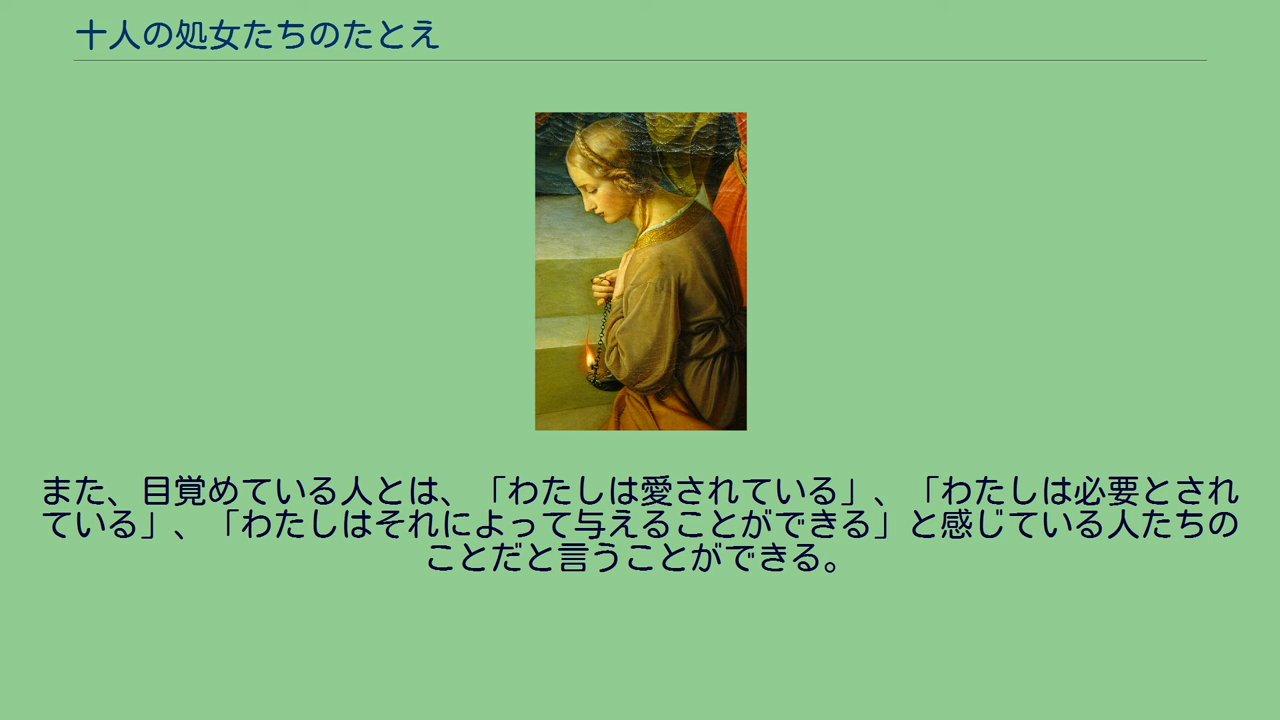 十人の処女たちのたとえ
また、目覚めている人とは、「わたしは愛されている」、「わたしは必要とされ
ている」、「わたしはそれによって与えることができる」と感じている人たちの
ことだと言うことができる。